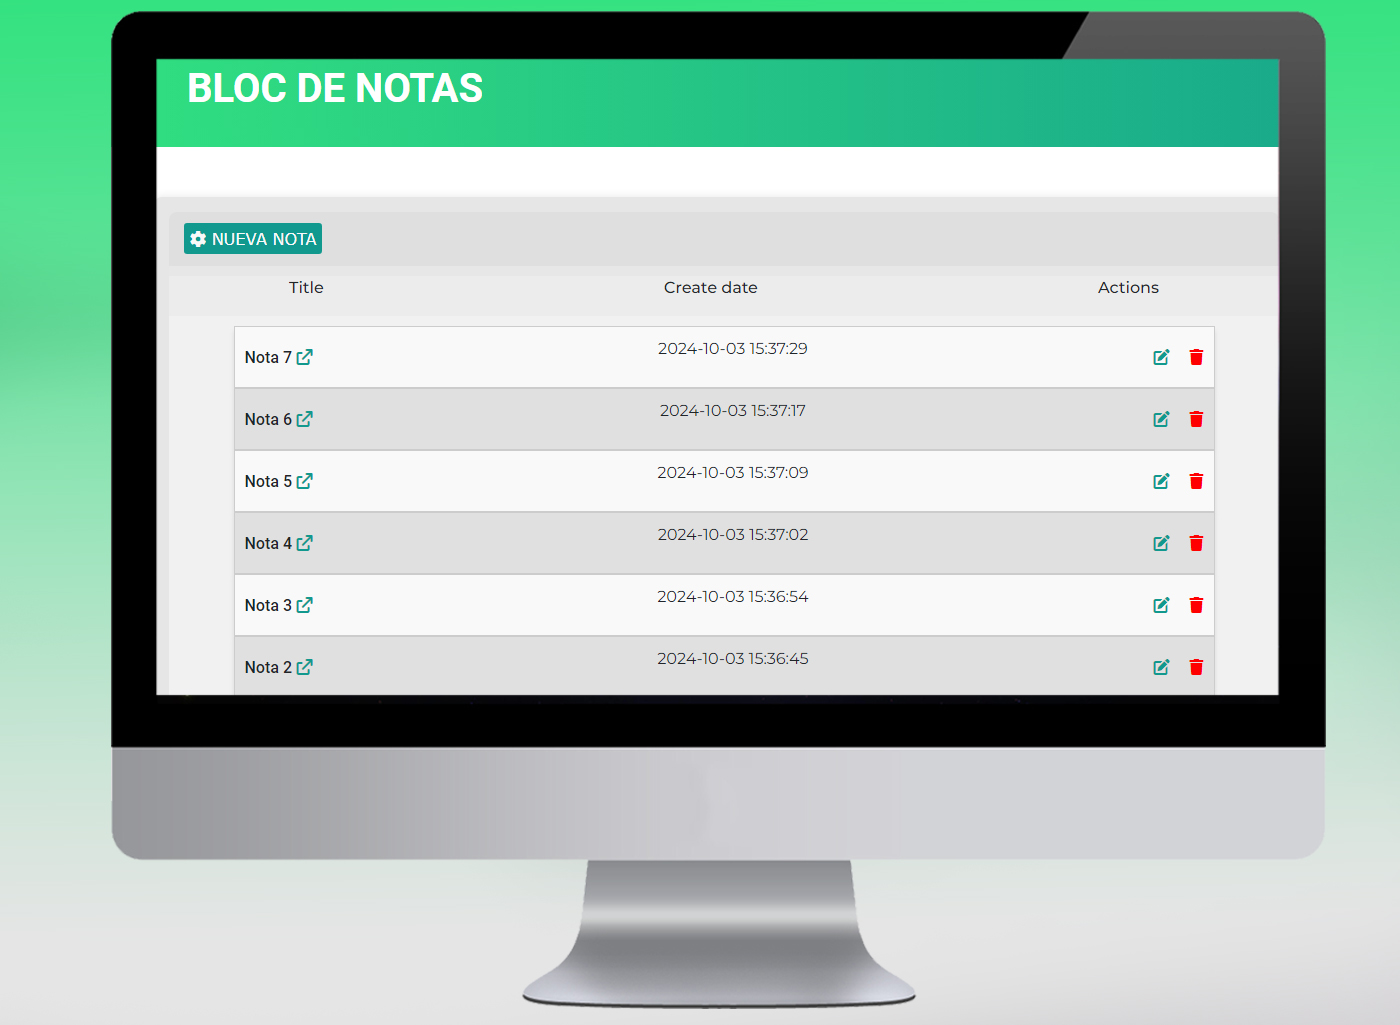 BLOC DE NOTAS
NUEVA NOTA
Title Create date Actions
Nota 7 2024-10-03 15:37:29
Nota 6 2024-10-03 15:37:17
Nota 5 2024-10-03 15:37:09
Nota 4 2024-10-03 15:37:02
Nota 3 2024-10-03 15:36:54
Nota 2 2024-10-03 15:36:45